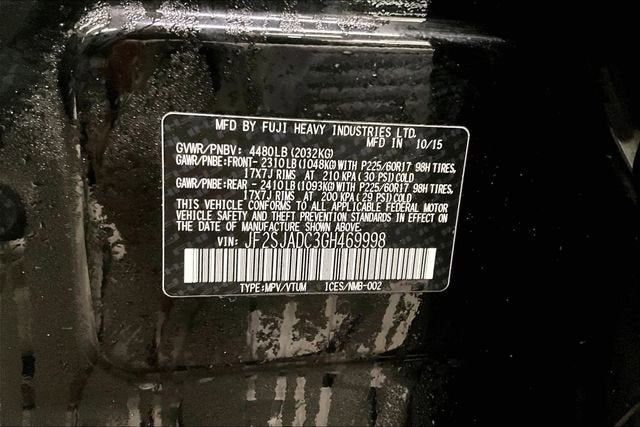 MFD BY FUJI HEAVY INDUSTRIES LTD.
MFD IN 10/15
GVWR/PNBV: 4480LB(2032KG)
GAWR/PNBE:FRONT- 2310LB(1048KG)WITH P225/60R17 98H TIRES,
17X7J RIMS AT 210 KPA(30 PSI)COLD
GAWR/PNBE:REAR - 2410LB(1093KG)WITH P225/60R17 98H TIRES,
17X7J RIMS AT 200 KPA(29 PSI)COLD
THIS VEHICLE CONFORMS TO ALL APPLICABLE FEDERAL MOTOR
VEHICLE SAFETY AND THEFT PREVENTION STANDARDS IN EFFECT ON
THE DATE OF MANUFACTURE SHOWN ABOVE.
VIN: JF2SJADC3GH469998
TYPE:MPV/VTUM ICES/NMB-002